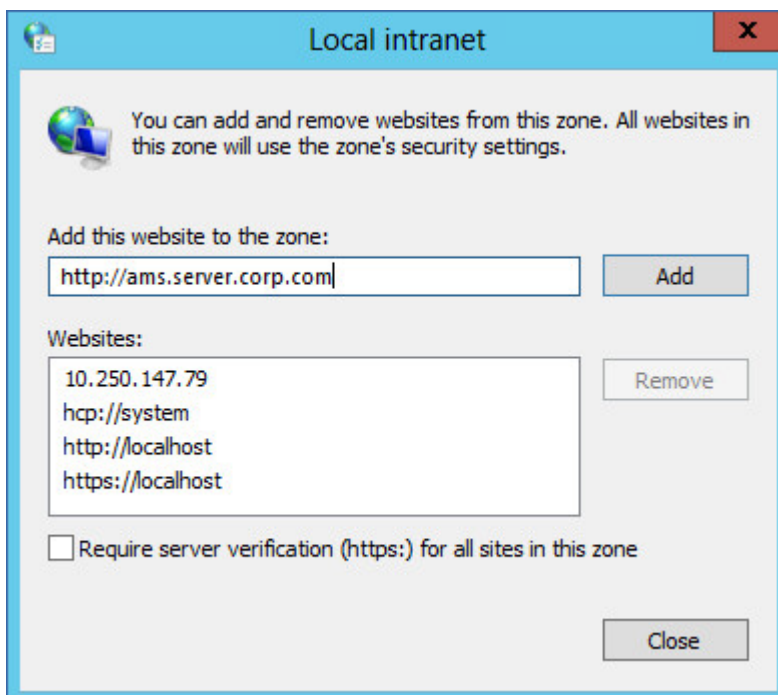 Local intranet
x
You can add and remove websites from this zone. All websites in
this zone will use the zone's security settings.
Add this website to the zone:
http://ams.server.corp.com
Add
Websites:
10.250.147.79
Remove
hcp://system
http://localhost
https://localhost
Require server verification (https:) for all sites in this zone
Close